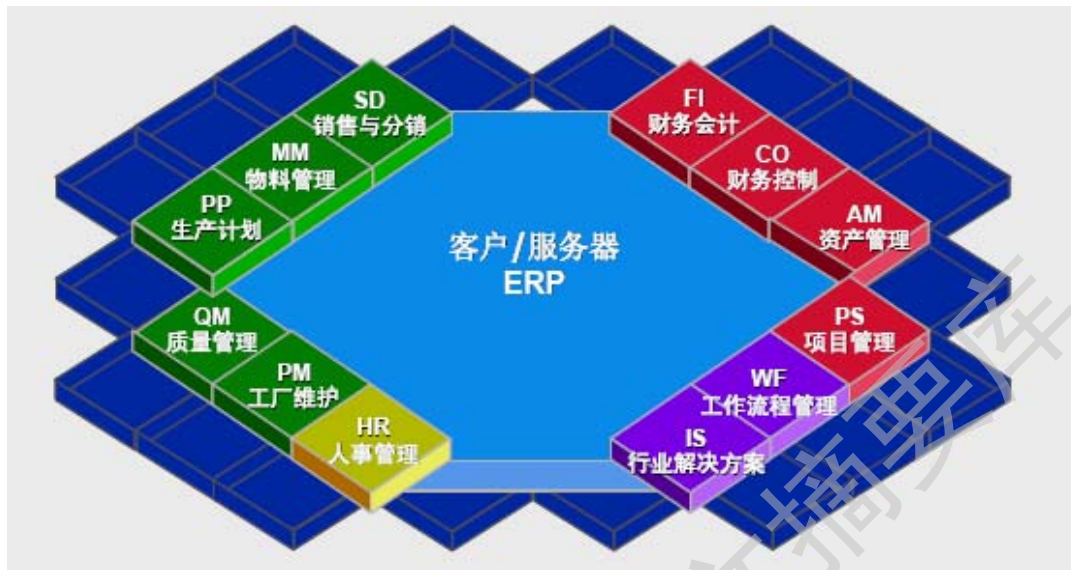 SD
销售与分销
MM
物料管理
PP
生产计划
FI
财务会计
CO
财务控制
AM
资产管理
客户/服务器
ERP
QM
质量管理
PM
工厂维护
HR
人事管理
PS
项目管理
WF
工作流程管理
IS
行业解决方案
摘要库